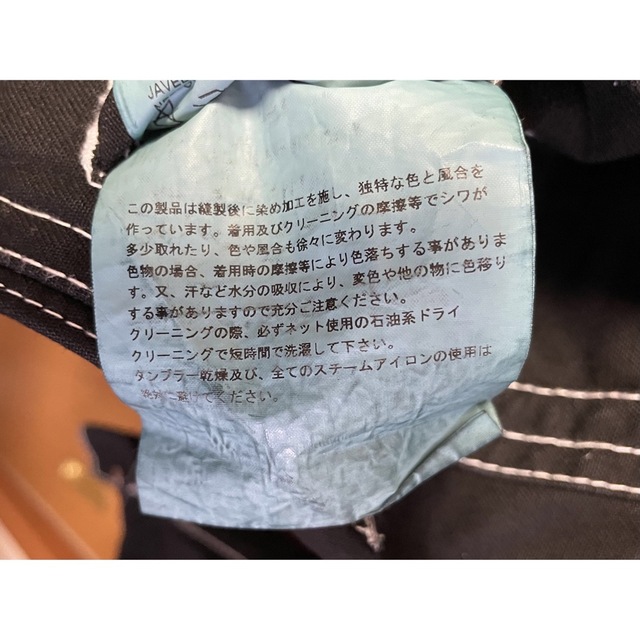 JAVE
この製品は縫製後に染め加工を施し、独特な色と風合を
作っています。着用及びクリーニングの摩擦等でシワが
多少取れたり、色や風合も徐々に変わります。
色物の場合、着用時の摩擦等により色落ちする事がありま
す。又、汗など水分の吸収により、変色や他の物に色移り
する事がありますので充分ご注意ください。
クリーニングの際、必ずネット使用の石油系ドライ
クリーニングで短時間で洗濯して下さい。
タンブラー乾燥及び、全てのスチームアイロンの使用は
に避けてください。